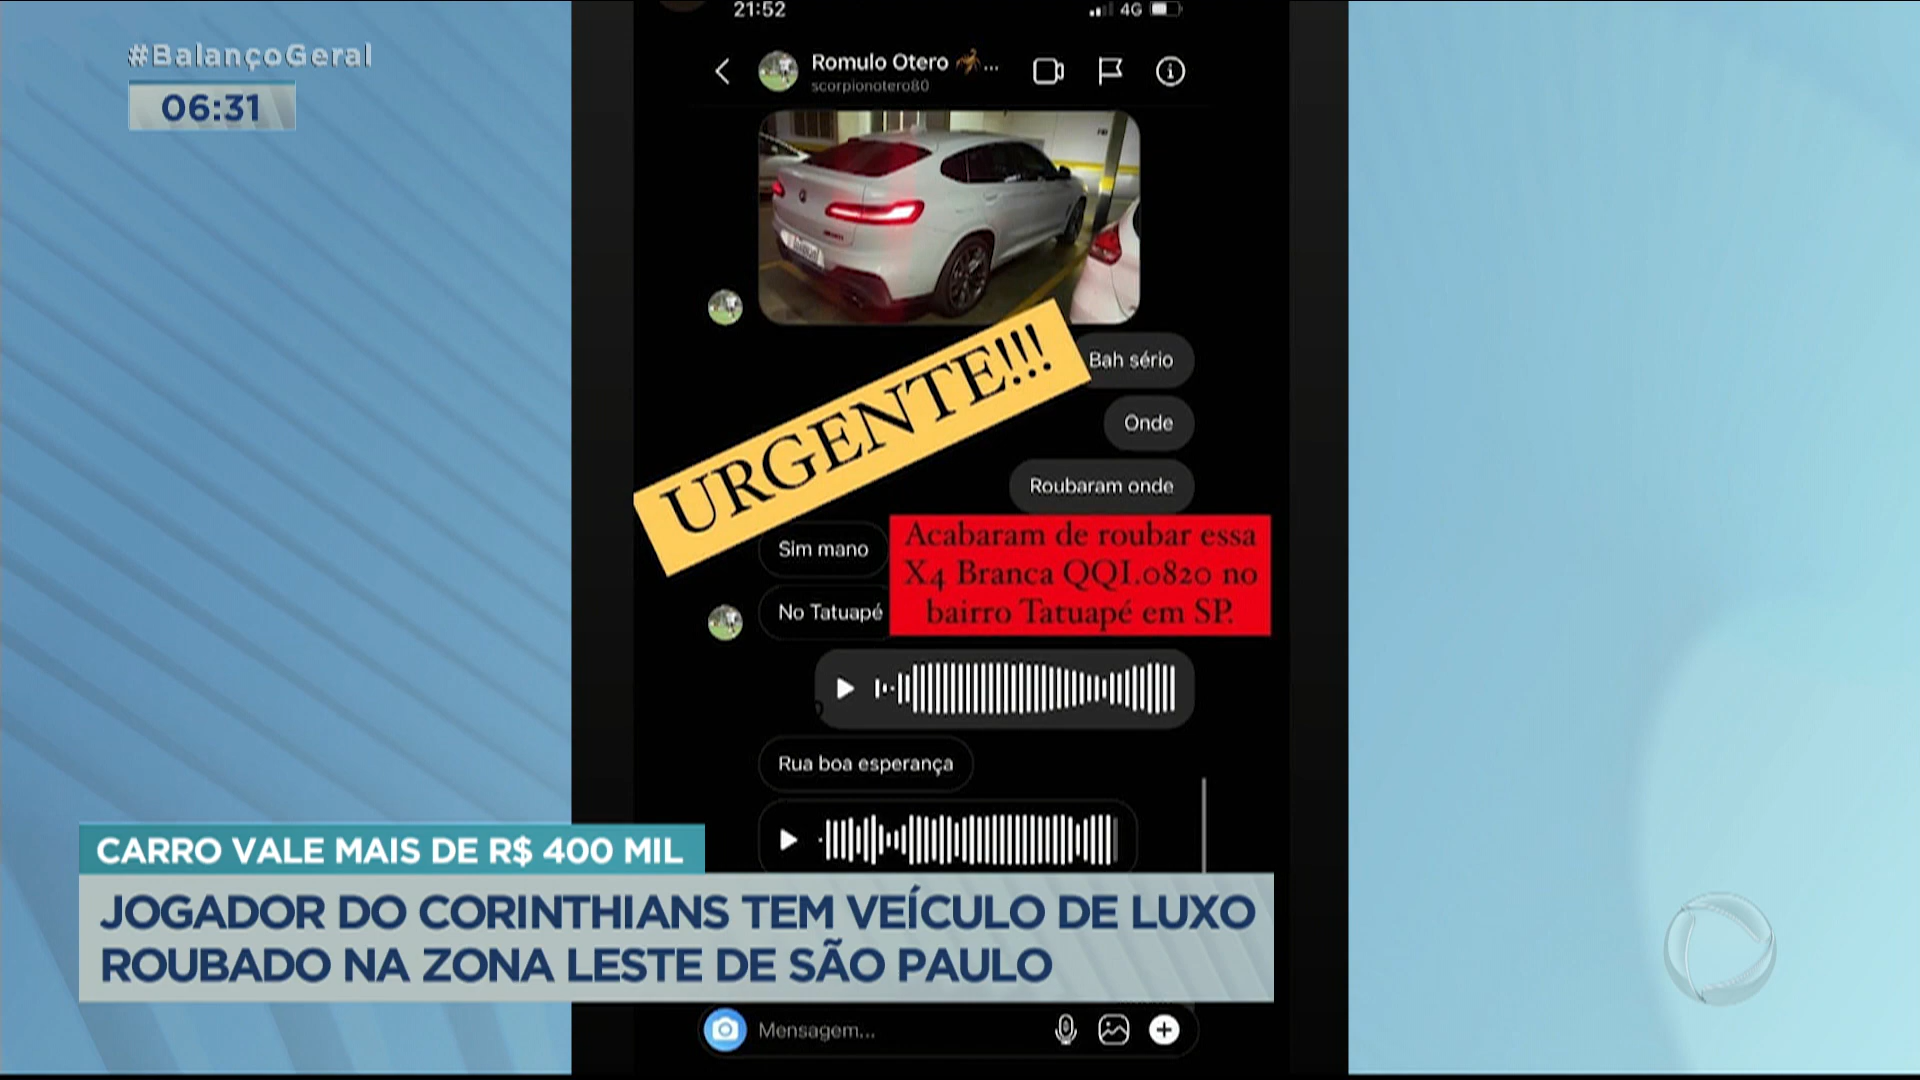 #BalançoGeral
06:31
21:52
4G
Romulo Otero 🦂...
scorpionotero80
Bah sério
Onde
Roubaram onde
URGENTE!!!
Sim mano
Acabaram de roubar essa
X4 Branca QQI.0820 no
bairro Tatuapé em SP.
No Tatuapé
Rua boa esperança
CARRO VALE MAIS DE R$ 400 MIL
JOGADOR DO CORINTHIANS TEM VEÍCULO DE LUXO
ROUBADO NA ZONA LESTE DE SÃO PAULO
Mensagem...